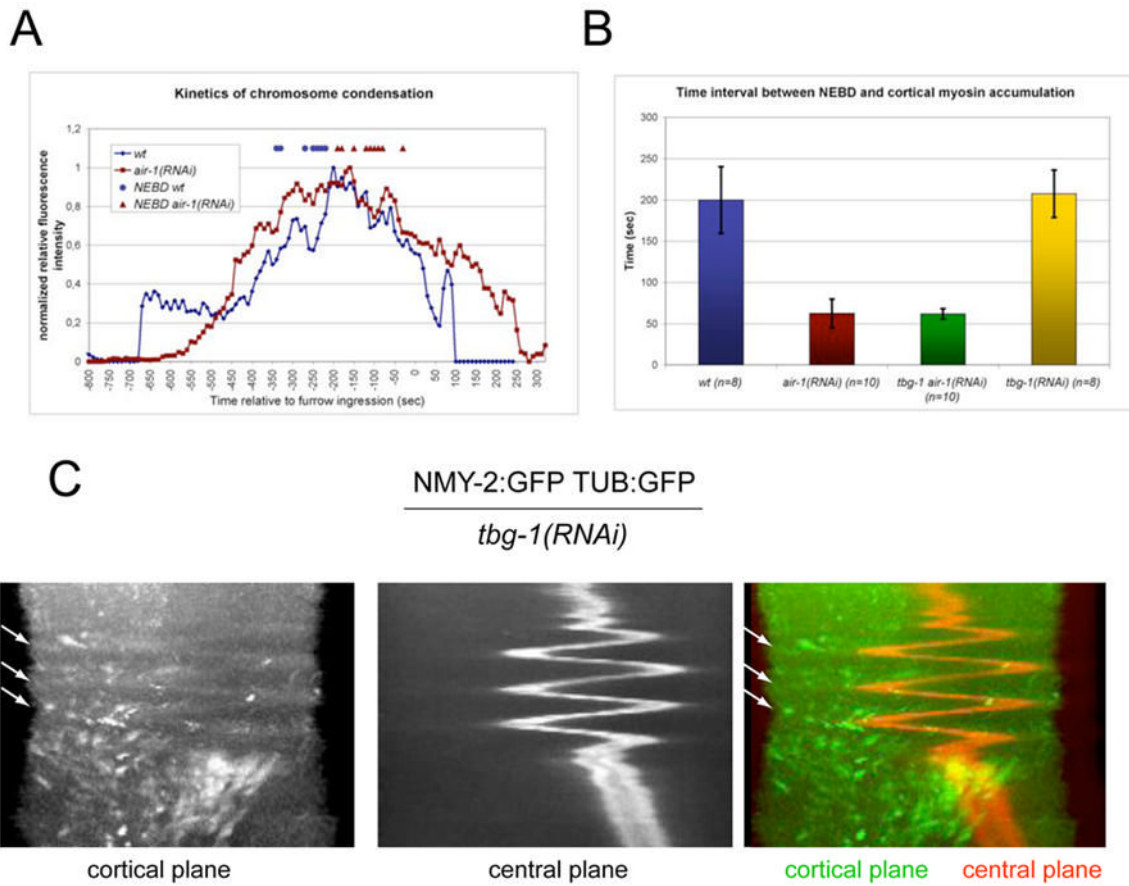 A
Kinetics of chromosome condensation
normalized relative fluorescence
intensity
1,2
1
0,8
0,6
0,4
0,2
0
wt
air-1(RNAi)
NEBD wt
NEBD air-1(RNAi)
-800
-750
-700
-650
-600
-550
-500
-450
-400
-350
-300
-250
-200
-150
-100
-50
0
50
100
150
200
250
300
Time relative to furrow ingression (sec)
B
Time interval between NEBD and cortical myosin accumulation
Time (sec)
300
250
200
150
100
50
0
wt (n=8)
air-1(RNAi) (n=10)
tbg-1 air-1(RNAi)
(n=10)
tbg-1(RNAi) (n=8)
C
NMY-2:GFP TUB:GFP
tbg-1(RNAi)
cortical plane
central plane
cortical plane central plane